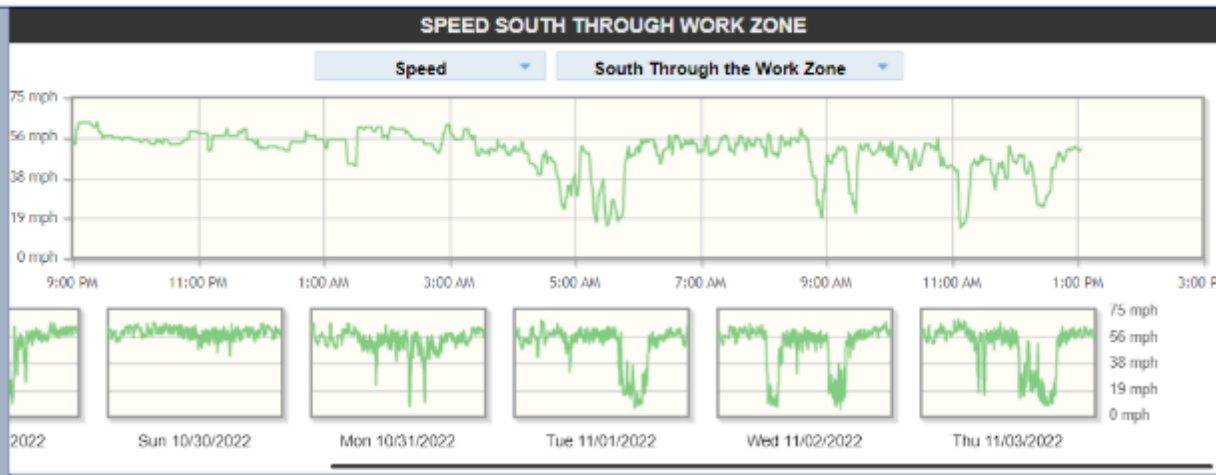 SPEED SOUTH THROUGH WORK ZONE
Speed South Through the Work Zone
75 mph
56 mph
38 mph
19 mph
0 mph
9:00 PM 11:00 PM 1:00 AM 3:00 AM 5:00 AM 7:00 AM 9:00 AM 11:00 AM 1:00 PM 3:00 P
75 mph
56 mph
38 mph
19 mph
0 mph
2022 Sun 10/30/2022 Mon 10/31/2022 Tue 11/01/2022 Wed 11/02/2022 Thu 11/03/2022